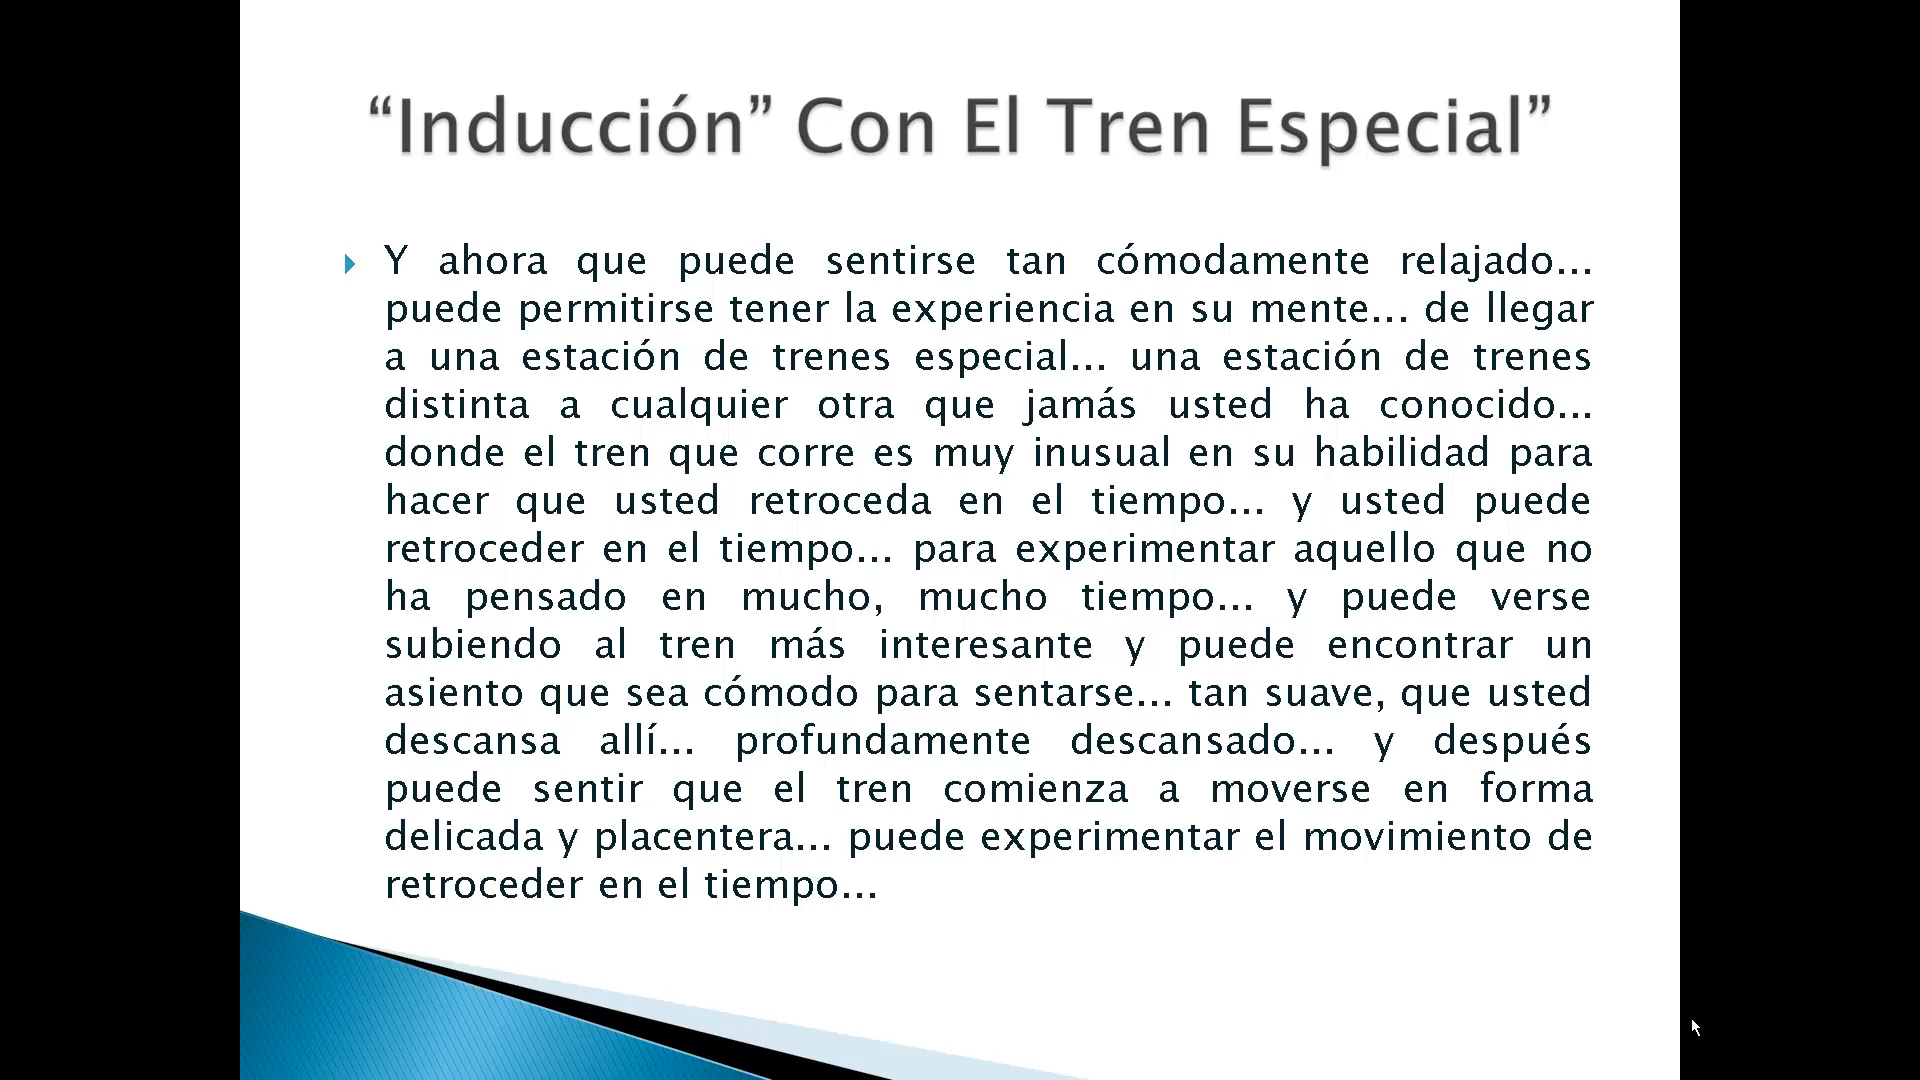 “Inducción” Con El Tren Especial”
Y ahora que puede sentirse tan cómodamente relajado...
puede permitirse tener la experiencia en su mente... de llegar
a una estación de trenes especial... una estación de trenes
distinta a cualquier otra que jamás usted ha conocido...
donde el tren que corre es muy inusual en su habilidad para
hacer que usted retroceda en el tiempo... y usted puede
retroceder en el tiempo... para experimentar aquello que no
ha pensado en mucho, mucho tiempo... y puede verse
subiendo al tren más interesante y puede encontrar un
asiento que sea cómodo para sentarse... tan suave, que usted
descansa allí... profundamente descansado... y después
puede sentir que el tren comienza a moverse en forma
delicada y placentera... puede experimentar el movimiento de
retroceder en el tiempo...